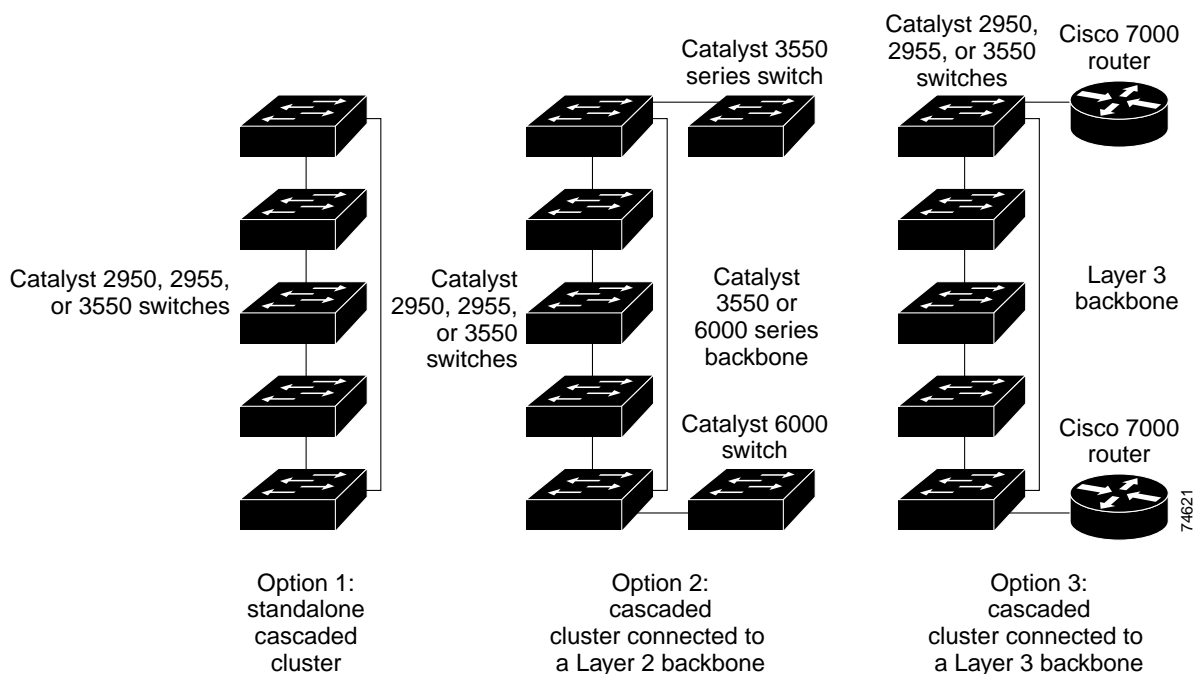 Catalyst 3550
series switch
Catalyst 2950,
2955, or 3550
switches
Cisco 7000
router
Catalyst 2950, 2955,
or 3550 switches
Catalyst
2950, 2955,
or 3550
switches
Catalyst
3550 or
6000 series
backbone
Layer 3
backbone
Catalyst 6000
switch
Cisco 7000
router
74621
Option 1:
standalone
cascaded
cluster
Option 2:
cascaded
cluster connected to
a Layer 2 backbone
Option 3:
cascaded
cluster connected to
a Layer 3 backbone